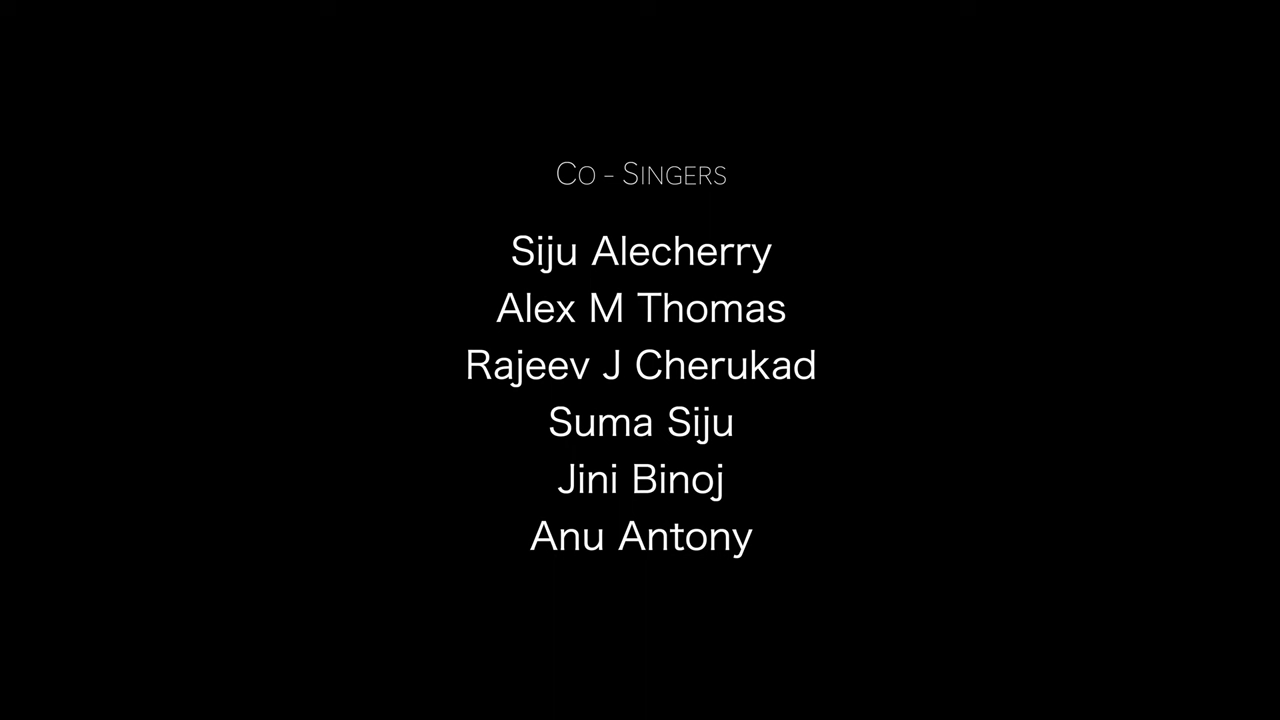 Co - Singers
Siju Alecherry
Alex M Thomas
Rajeev J Cherukad
Suma Siju
Jini Binoj
Anu Antony